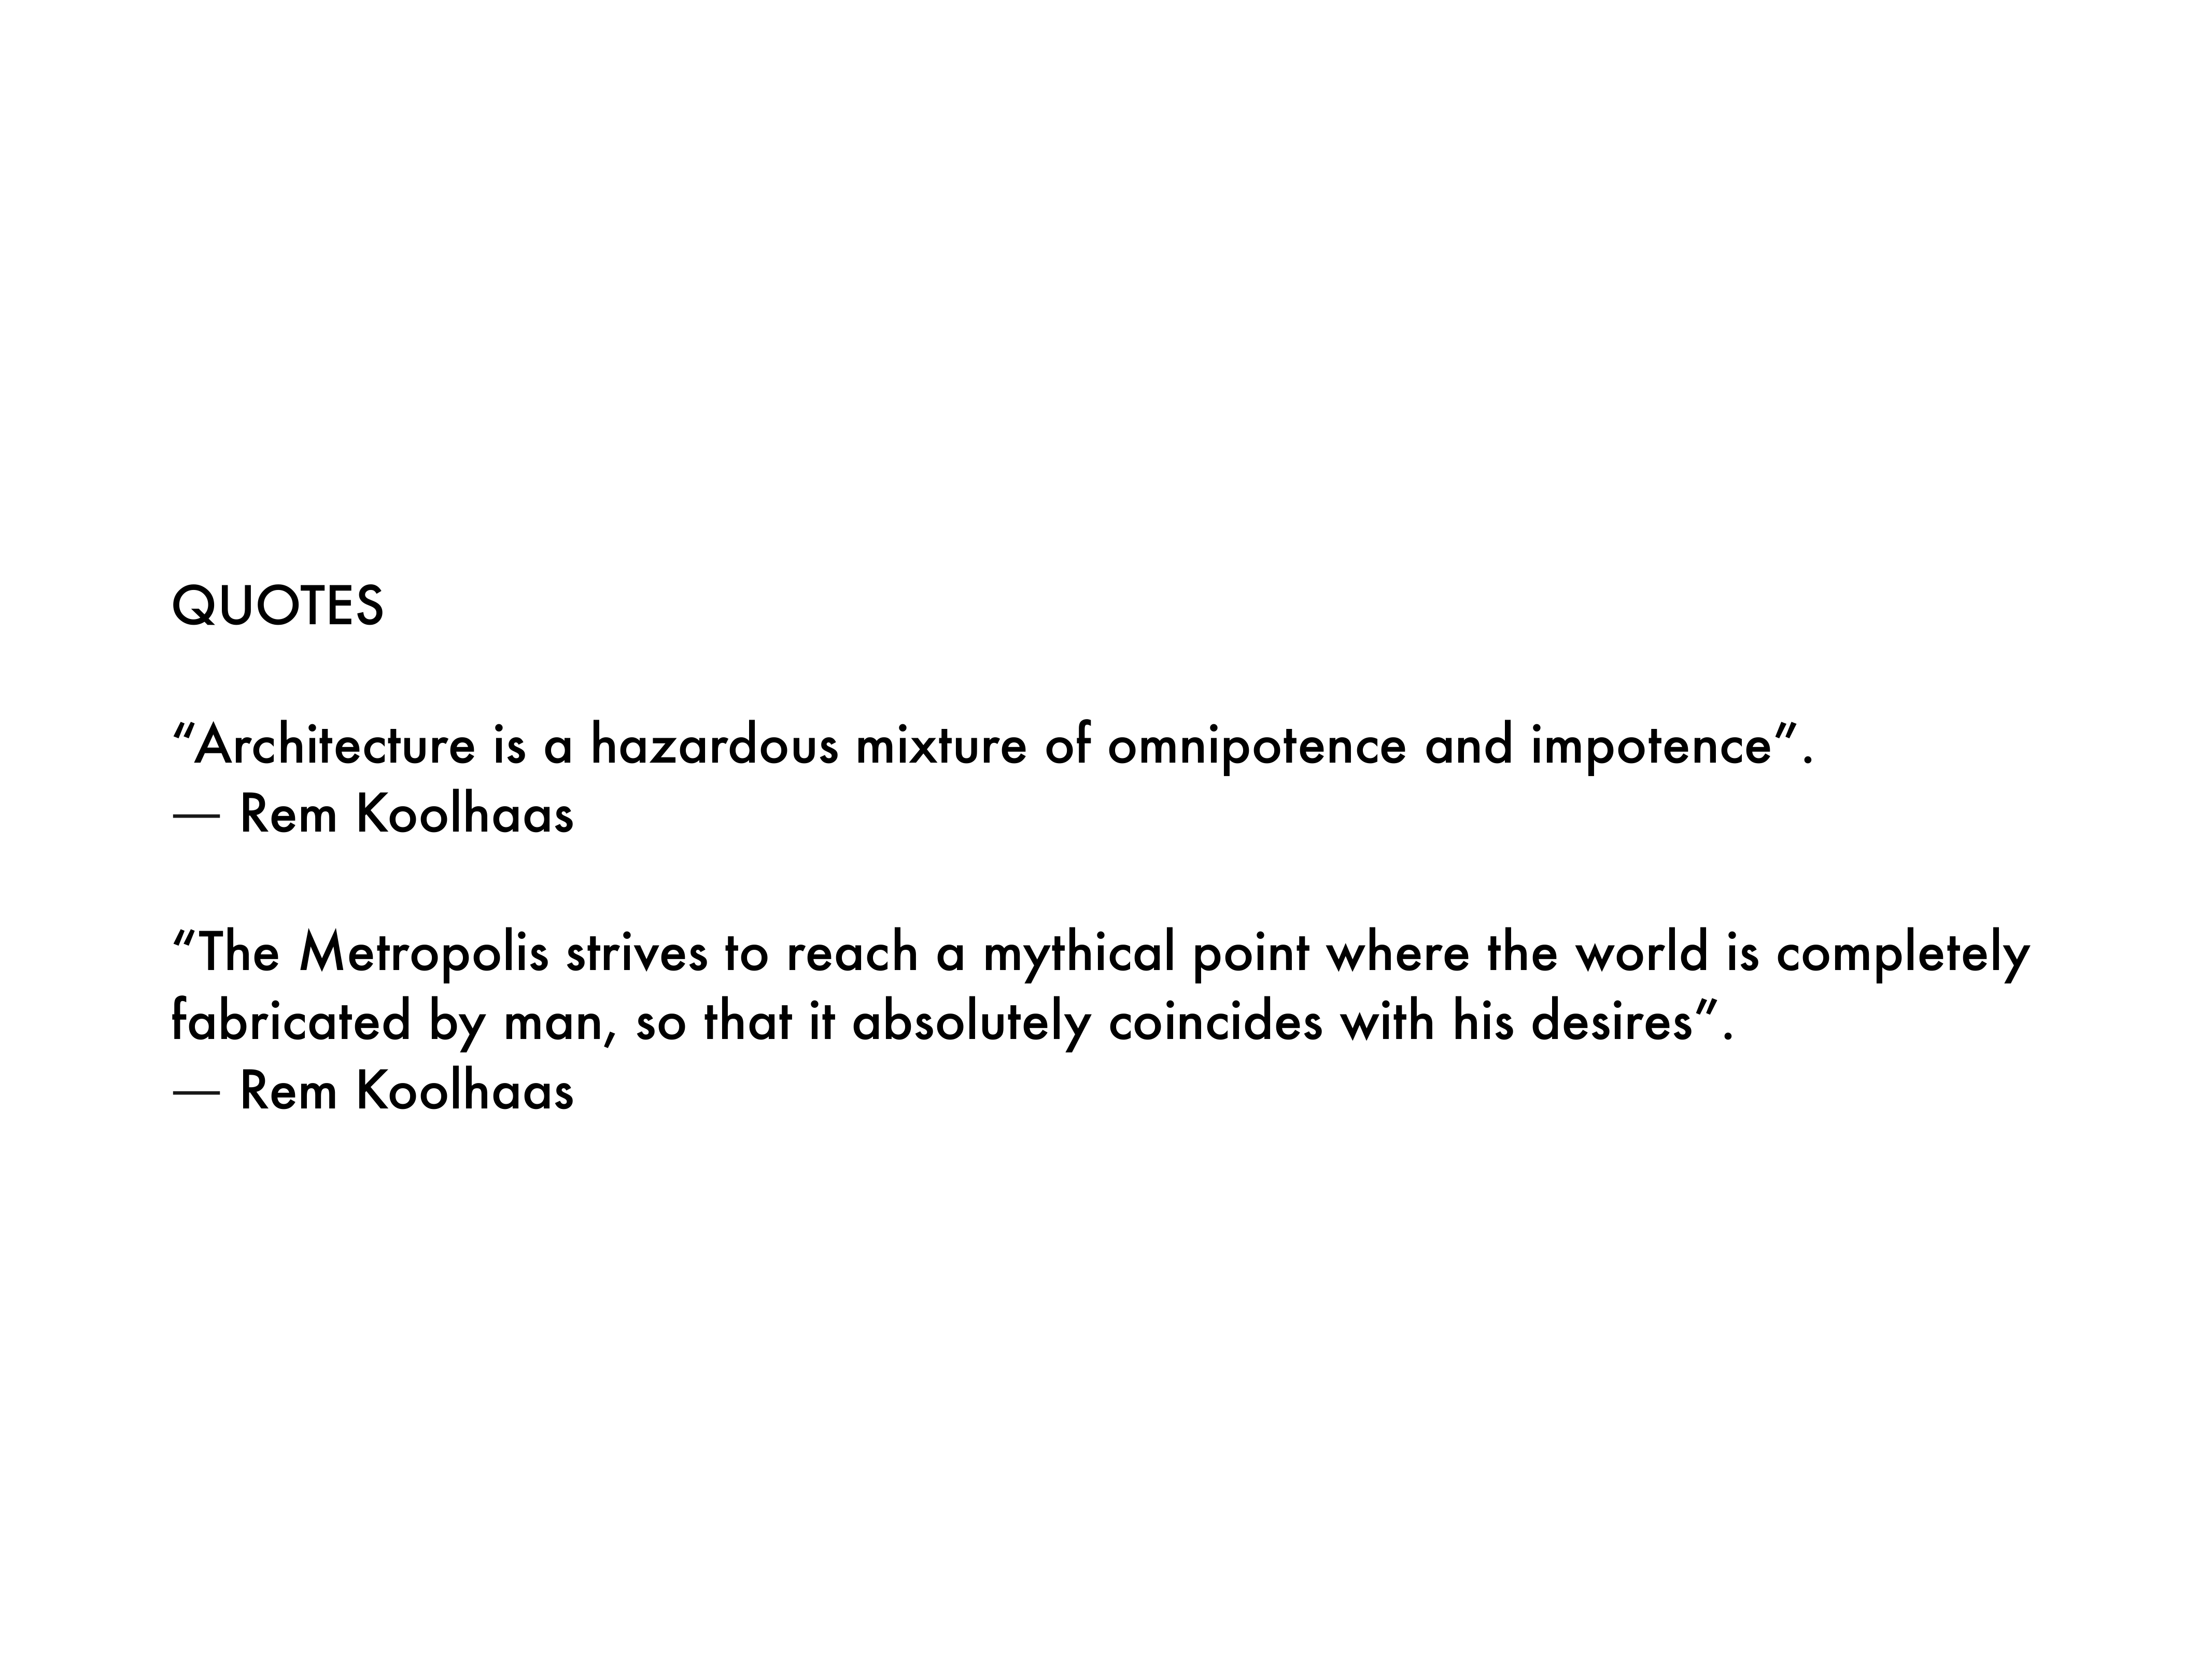 QUOTES
“Architecture is a hazardous mixture of omnipotence and impotence”.
— Rem Koolhaas
“The Metropolis strives to reach a mythical point where the world is completely
fabricated by man, so that it absolutely coincides with his desires”.
— Rem Koolhaas